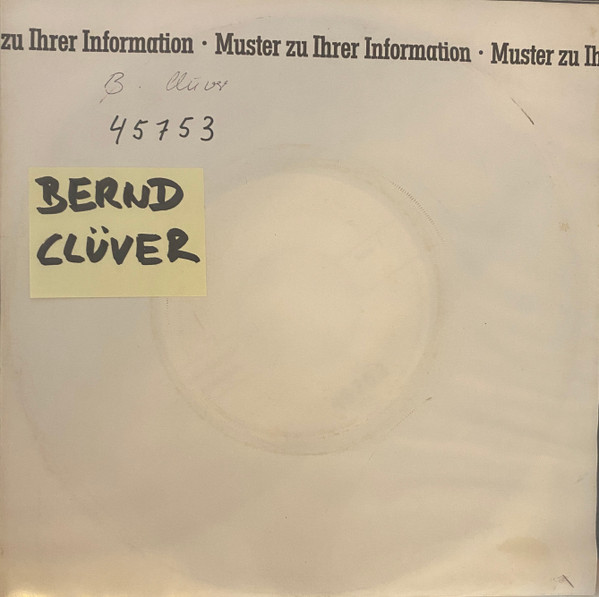 zu Ihrer Information · Muster zu Ihrer Information · Muster zu Ih
B. Clüver
45753
BERND
CLÜVER